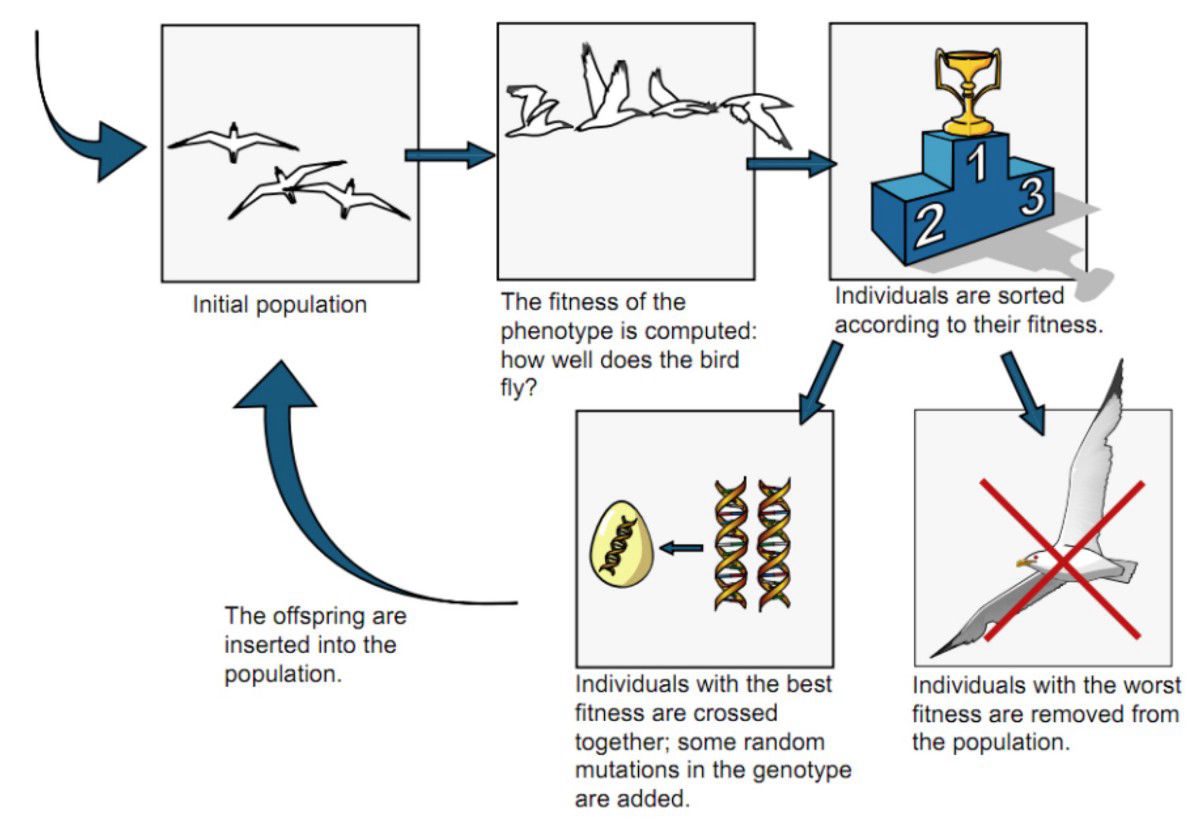 1
2
3
Initial population
The fitness of the
phenotype is computed:
how well does the bird
fly?
Individuals are sorted
according to their fitness.
Individuals with the best
fitness are crossed
together; some random
mutations in the genotype
are added.
Individuals with the worst
fitness are removed from
the population.
The offspring are
inserted into the
population.